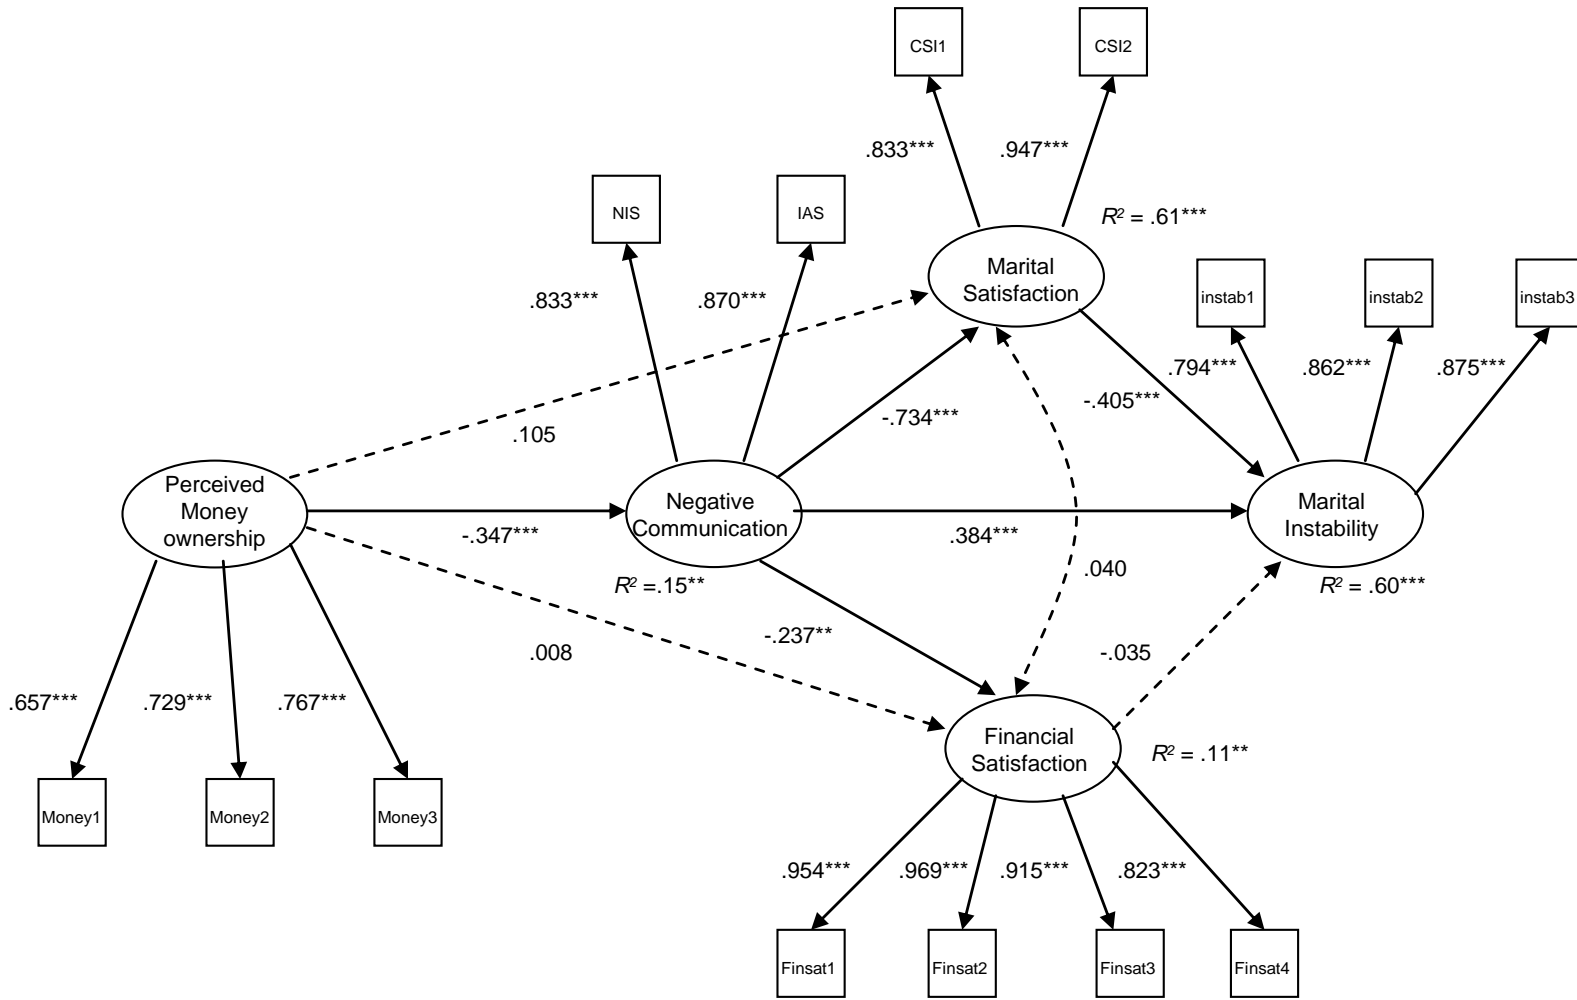 CSI1
CSI2
.833***
.947***
NIS
IAS
R² = .61***
Marital
Satisfaction
instab1
instab2
instab3
.833***
.870***
.794***
.862***
.875***
-.405***
-.734***
.105
Perceived
Money
ownership
Negative
Communication
Marital
Instability
-.347***
.384***
R² =.15**
.040
R² = .60***
-.237**
.008
-.035
.657***
.729***
.767***
Financial
Satisfaction
R² = .11**
Money1
Money2
Money3
.954***
.969***
.915***
.823***
Finsat1
Finsat2
Finsat3
Finsat4